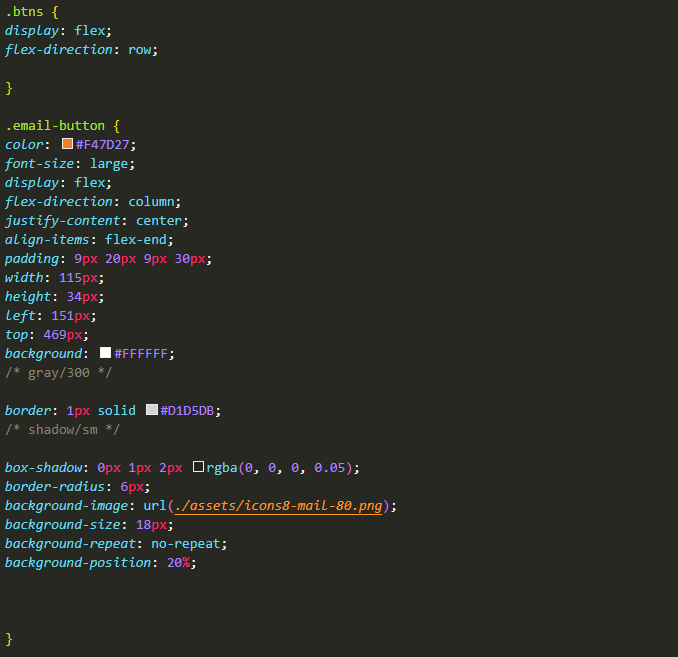 .btns {
display: flex;
flex-direction: row;
}
.email-button {
color: #F47D27;
font-size: large;
display: flex;
flex-direction: column;
justify-content: center;
align-items: flex-end;
padding: 9px 20px 9px 30px;
width: 115px;
height: 34px;
left: 151px;
top: 469px;
background: #FFFFFF;
/* gray/300 */
border: 1px solid #D1D5DB;
/* shadow/sm */
box-shadow: 0px 1px 2px rgba(0, 0, 0, 0.05);
border-radius: 6px;
background-image: url(./assets/icons8-mail-80.png);
background-size: 18px;
background-repeat: no-repeat;
background-position: 20%;
}